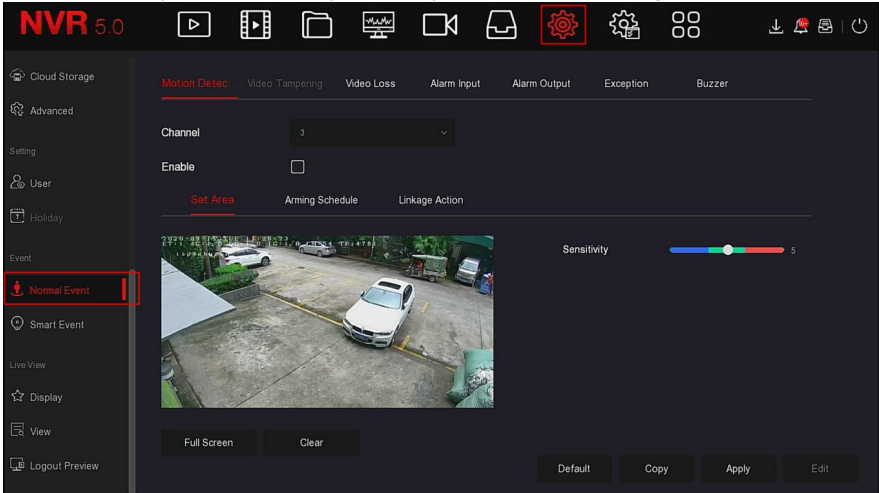 NVR 5.0
Cloud Storage
Advanced
Setting
User
Holiday
Event
Normal Event
Smart Event
Live View
Display
View
Logout Preview
Motion Detec... Video Tampering Video Loss Alarm Input Alarm Output Exception Buzzer
Channel 3
Enable
Set Area Arming Schedule Linkage Action
Sensitivity 5
Full Screen Clear
Default Copy Apply Edit